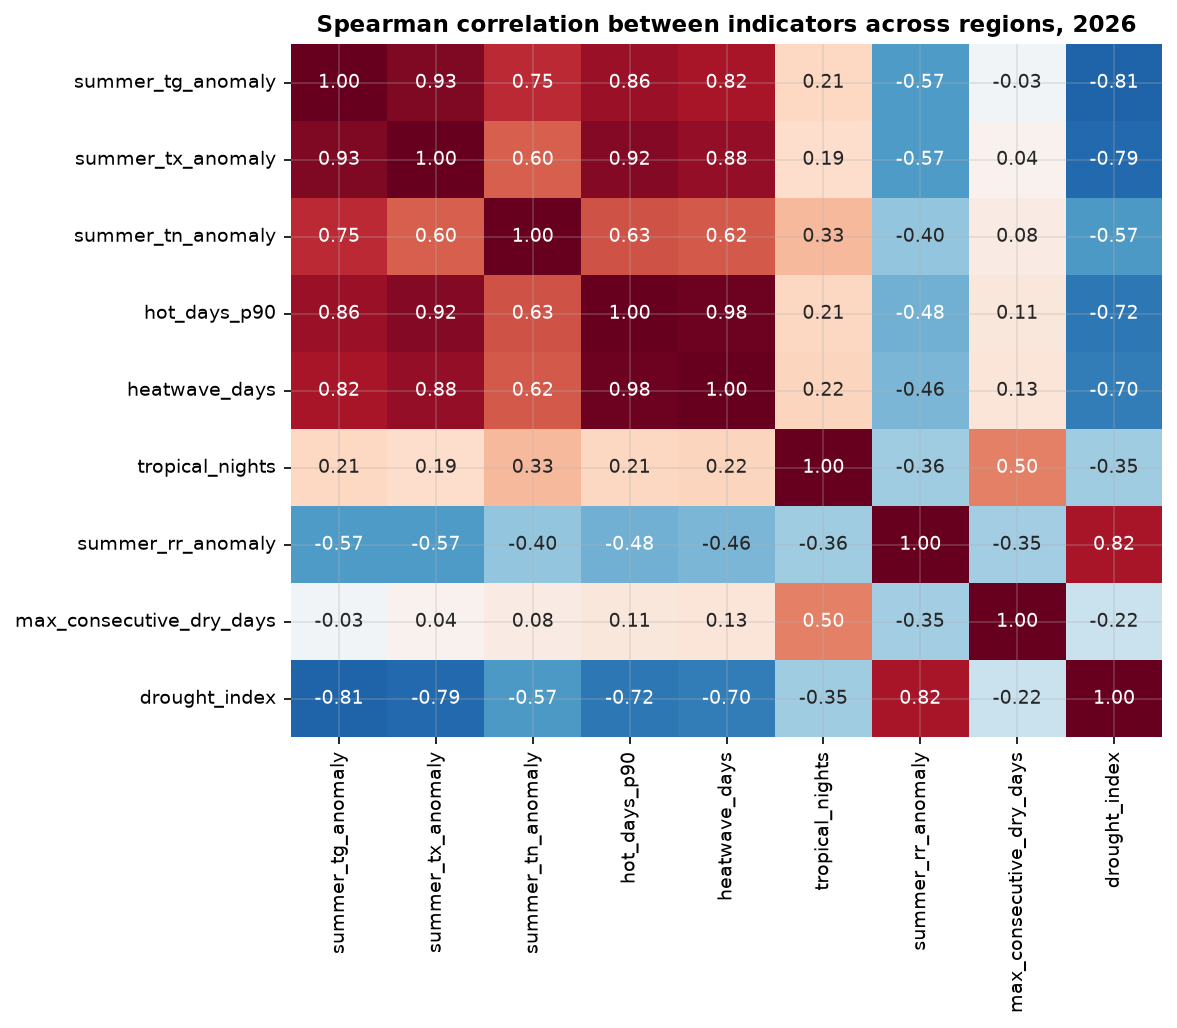 Spearman correlation between indicators across regions, 2026
summer_tg_anomaly 1.00 0.93 0.75 0.86 0.82 0.21 -0.57 -0.03 -0.81
summer_tx_anomaly 0.93 1.00 0.60 0.92 0.88 0.19 -0.57 0.04 -0.79
summer_tn_anomaly 0.75 0.60 1.00 0.63 0.62 0.33 -0.40 0.08 -0.57
hot_days_p90 0.86 0.92 0.63 1.00 0.98 0.21 -0.48 0.11 -0.72
heatwave_days 0.82 0.88 0.62 0.98 1.00 0.22 -0.46 0.13 -0.70
tropical_nights 0.21 0.19 0.33 0.21 0.22 1.00 -0.36 0.50 -0.35
summer_rr_anomaly -0.57 -0.57 -0.40 -0.48 -0.46 -0.36 1.00 -0.35 0.82
max_consecutive_dry_days -0.03 0.04 0.08 0.11 0.13 0.50 -0.35 1.00 -0.22
drought_index -0.81 -0.79 -0.57 -0.72 -0.70 -0.35 0.82 -0.22 1.00
summer_tg_anomaly
summer_tx_anomaly
summer_tn_anomaly
hot_days_p90
heatwave_days
tropical_nights
summer_rr_anomaly
max_consecutive_dry_days
drought_index